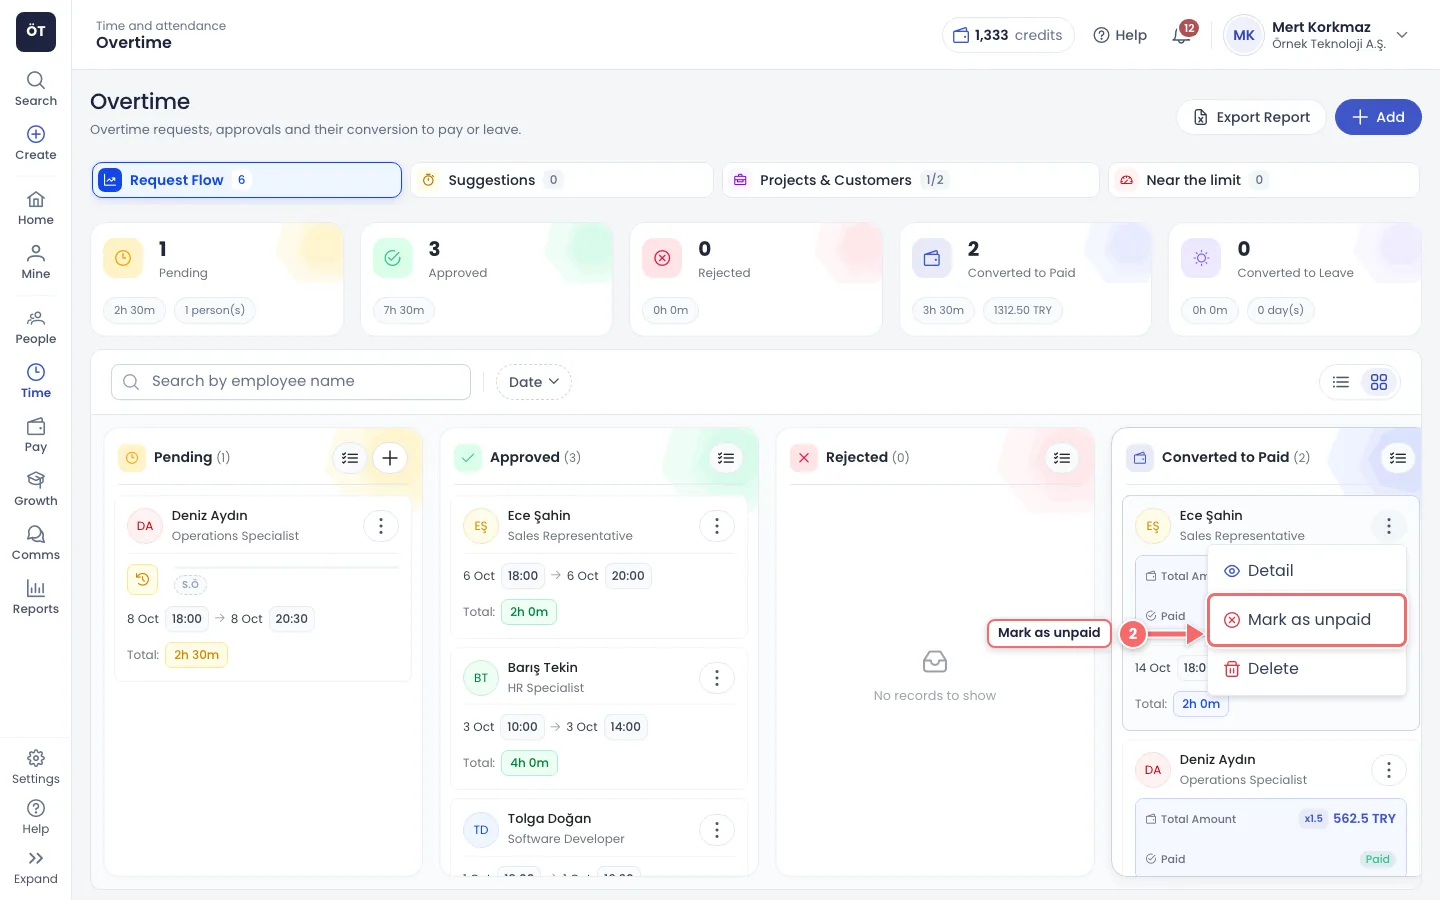 ÖT
Search
Create
Home
Mine
People
Time
Pay
Growth
Comms
Reports
Settings
Help
Expand
Time and attendance
Overtime
1,333 credits
Help
12
MK
Mert Korkmaz
Örnek Teknoloji A.Ş.
Overtime
Overtime requests, approvals and their conversion to pay or leave.
Export Report
Add
Request Flow 6
Suggestions 0
Projects & Customers 1/2
Near the limit 0
1
Pending
2h 30m
1 person(s)
3
Approved
7h 30m
0
Rejected
0h 0m
2
Converted to Paid
3h 30m
1312.50 TRY
0
Converted to Leave
0h 0m
0 day(s)
Search by employee name
Date
Pending (1)
DA
Deniz Aydın
Operations Specialist
S.Ö
8 Oct 18:00 → 8 Oct 20:30
Total: 2h 30m
Approved (3)
EŞ
Ece Şahin
Sales Representative
6 Oct 18:00 → 6 Oct 20:00
Total: 2h 0m
BT
Barış Tekin
HR Specialist
3 Oct 10:00 → 3 Oct 14:00
Total: 4h 0m
TD
Tolga Doğan
Software Developer
Rejected (0)
No records to show
Converted to Paid (2)
EŞ
Ece Şahin
Sales Representative
Total Am
Paid
14 Oct 18:0
Total: 2h 0m
Detail
Mark as unpaid
Delete
Mark as unpaid
2
DA
Deniz Aydın
Operations Specialist
Total Amount x1.5 562.5 TRY
Paid Paid